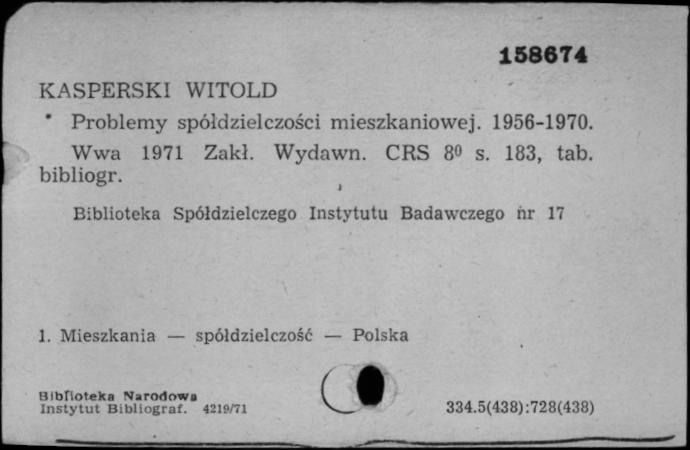 158674
KASPERSKI WITOLD
Problemy spółdzielczości mieszkaniowej. 1956-1970.
Wwa 1971 Zakł. Wydawn. CRS 8⁰ s. 183, tab.
bibliogr.
Biblioteka Spółdzielczego Instytutu Badawczego nr 17
1. Mieszkania — spółdzielczość — Polska
Biblioteka Narodowa
Instytut Bibliograf. 4219/71
334.5(438):728(438)